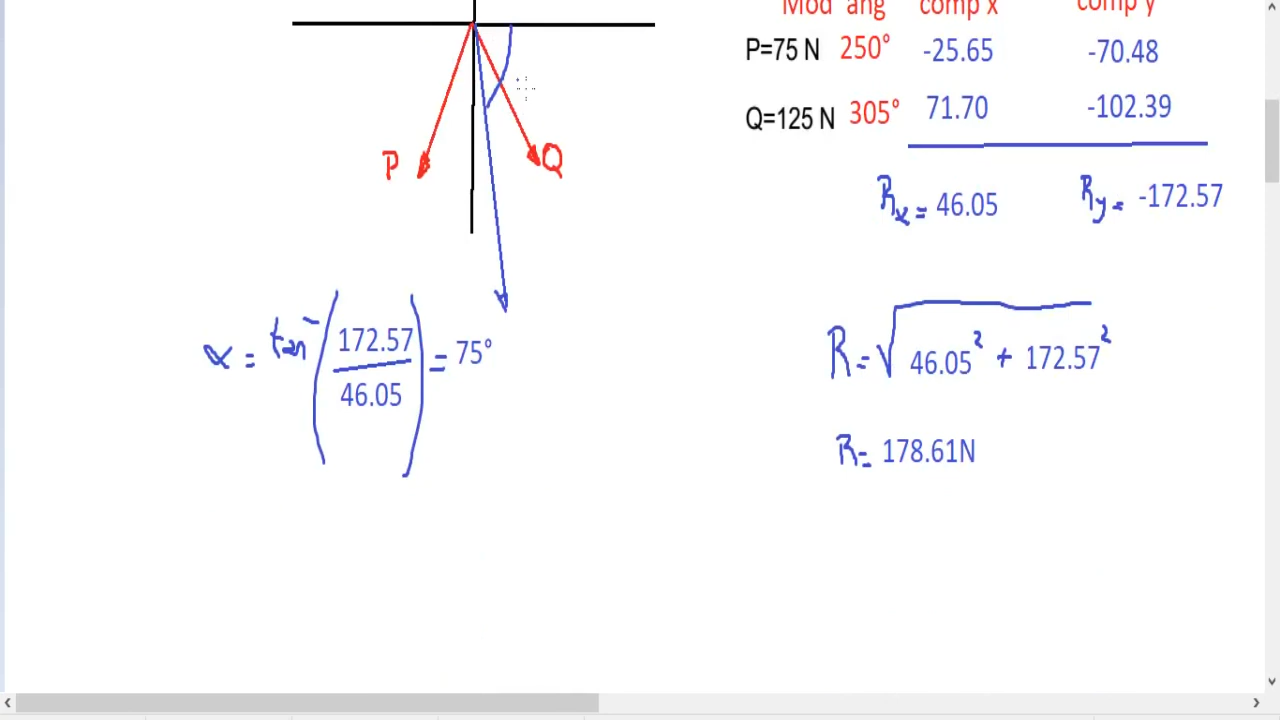 Mod ang comp x comp y
P=75 N 250° -25.65 -70.48
Q=125 N 305° 71.70 -102.39
P Q
Rx = 46.05 Ry = -172.57
α = tan⁻ (172.57 / 46.05) = 75°
R = √ 46.05² + 172.57²
R = 178.61N